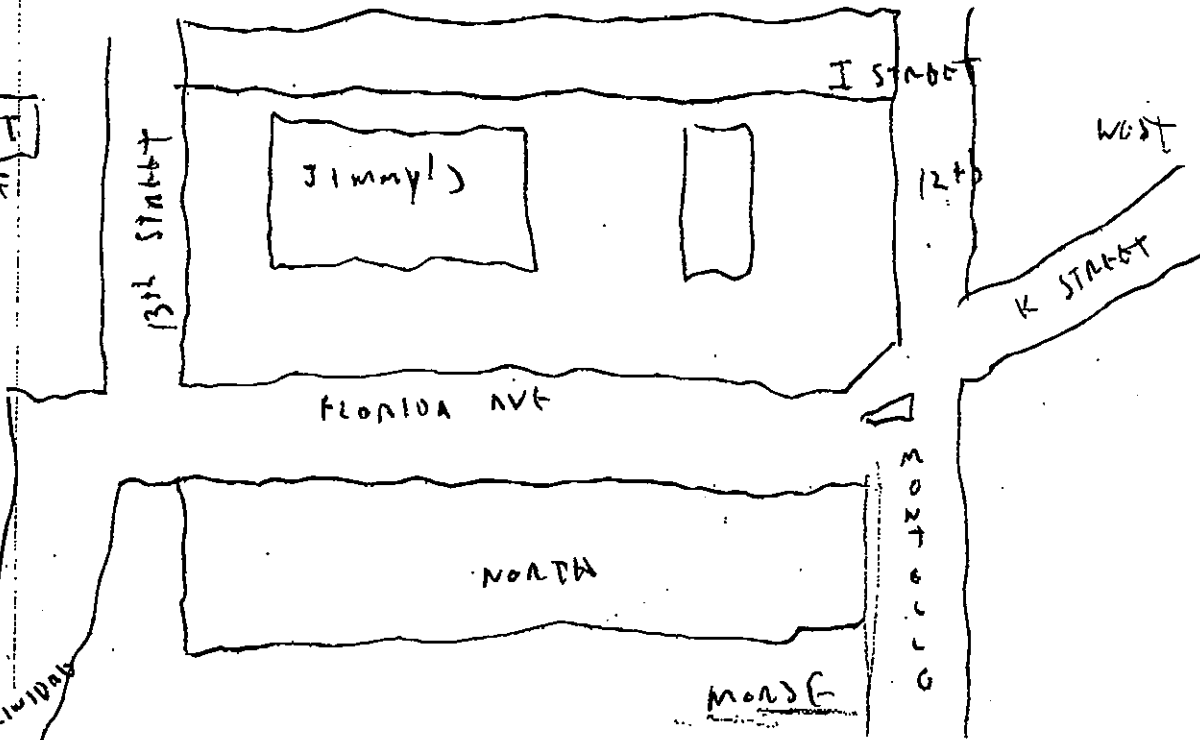 I STREET
WEST
13th STREET
Jimmy's
12th
K STREET
FLORIDA AVE
MONTELLO
NORTH
MORSE